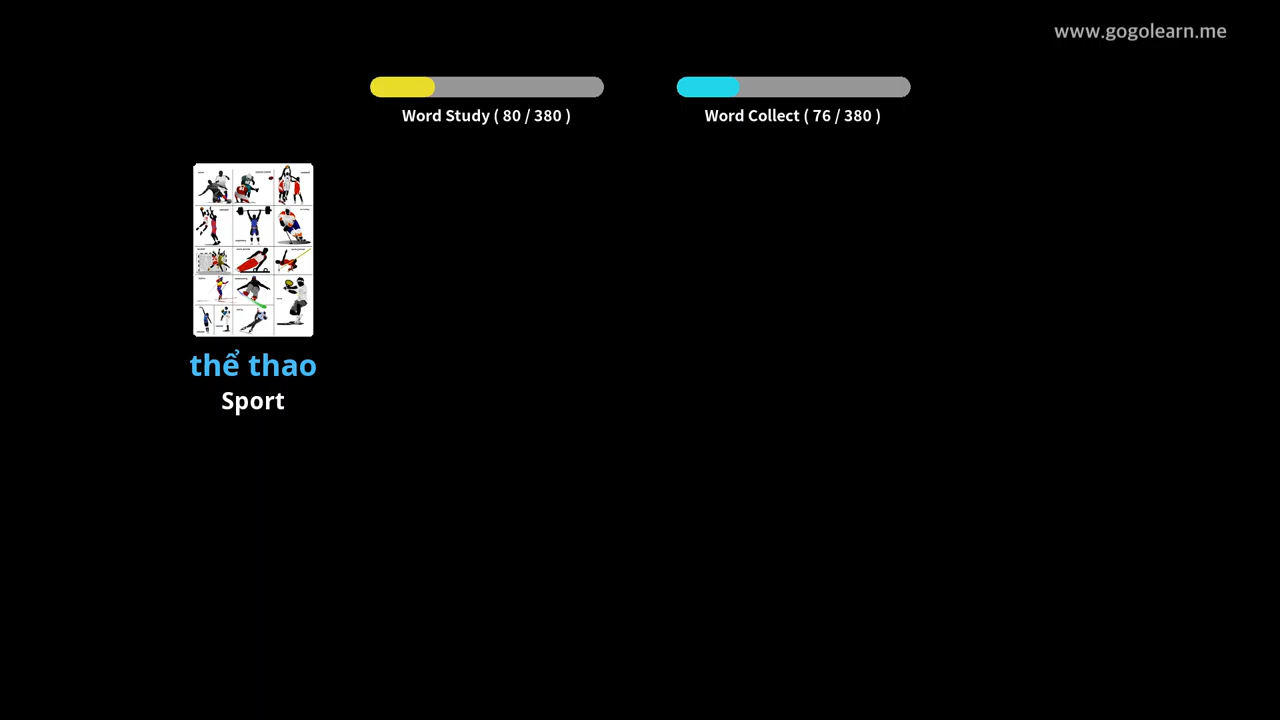 www.gogolearn.me
Word Study ( 80 / 380 )
Word Collect ( 76 / 380 )
thể thao
Sport